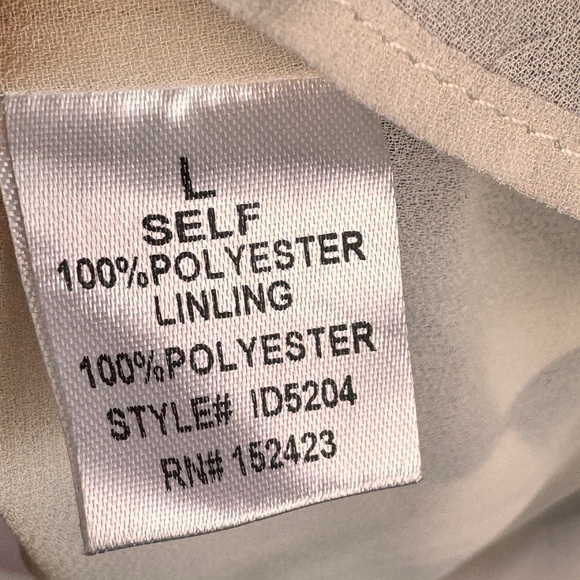 L
SELF
100%POLYESTER
LINLING
100%POLYESTER
STYLE# ID5204
RN# 152423